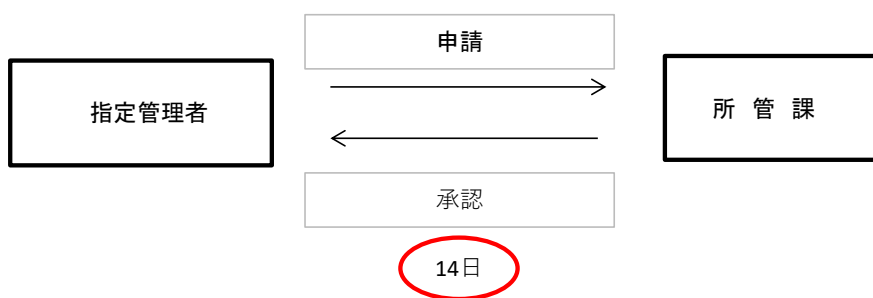 申請
指定管理者
所 管 課
承認
14日